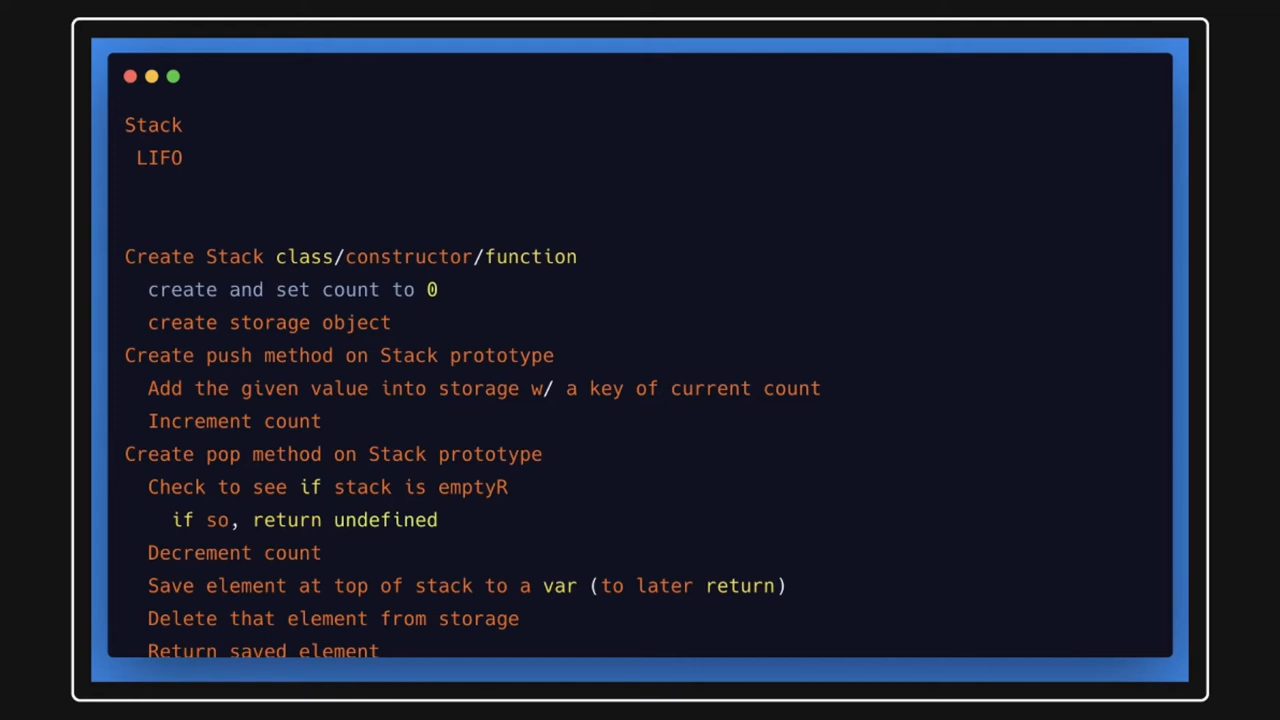 Stack
LIFO
Create Stack class/constructor/function
create and set count to 0
create storage object
Create push method on Stack prototype
Add the given value into storage w/ a key of current count
Increment count
Create pop method on Stack prototype
Check to see if stack is emptyR
if so, return undefined
Decrement count
Save element at top of stack to a var (to later return)
Delete that element from storage
Return saved element